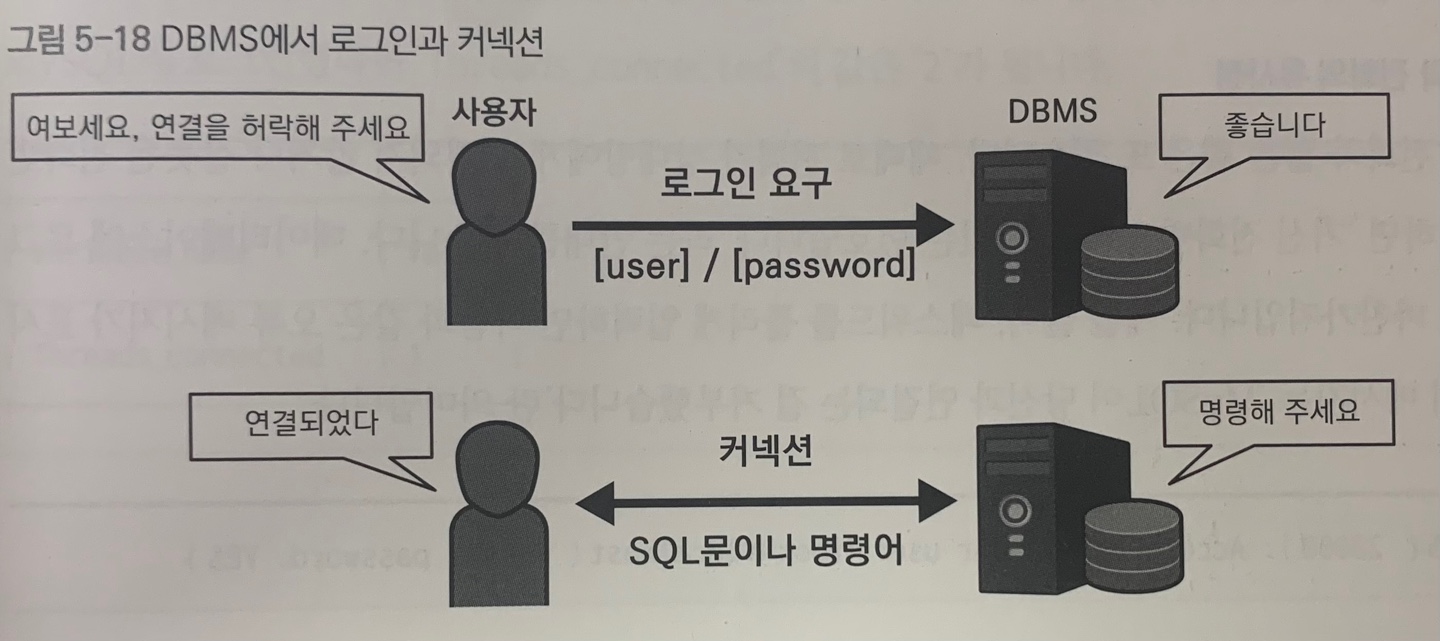 그림 5-18 DBMS에서 로그인과 커넥션
여보세요, 연결을 허락해 주세요
사용자
DBMS
좋습니다
로그인 요구
[user] / [password]
연결되었다
명령해 주세요
커넥션
SQL문이나 명령어